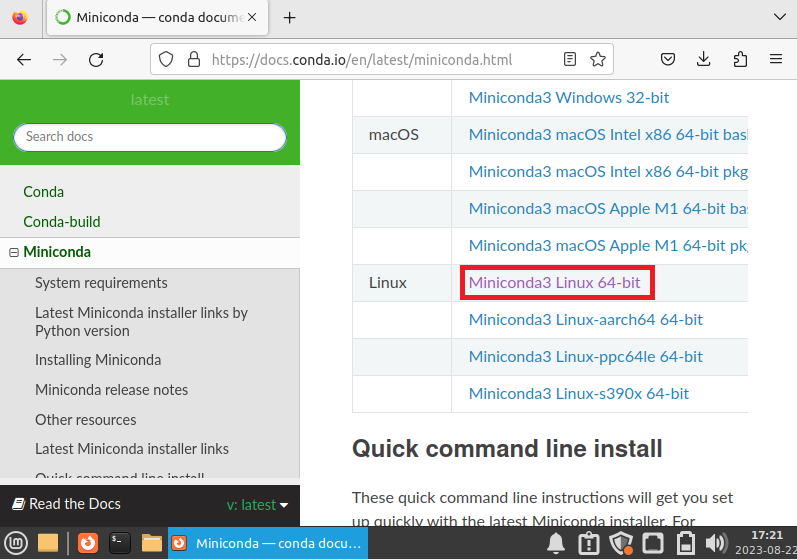 Miniconda — conda docume
https://docs.conda.io/en/latest/miniconda.html
latest
Search docs
Conda
Conda-build
Miniconda
System requirements
Latest Miniconda installer links by
Python version
Installing Miniconda
Miniconda release notes
Other resources
Latest Miniconda installer links
Quick command line install
Read the Docs
v: latest
Miniconda3 Windows 32-bit
macOS
Miniconda3 macOS Intel x86 64-bit bas
Miniconda3 macOS Intel x86 64-bit pkg
Miniconda3 macOS Apple M1 64-bit bas
Miniconda3 macOS Apple M1 64-bit pkg
Linux
Miniconda3 Linux 64-bit
Miniconda3 Linux-aarch64 64-bit
Miniconda3 Linux-ppc64le 64-bit
Miniconda3 Linux-s390x 64-bit
Quick command line install
These quick command line instructions will get you set
up quickly with the latest Miniconda installer. For
Miniconda — conda docu...
17:21
2023-08-22